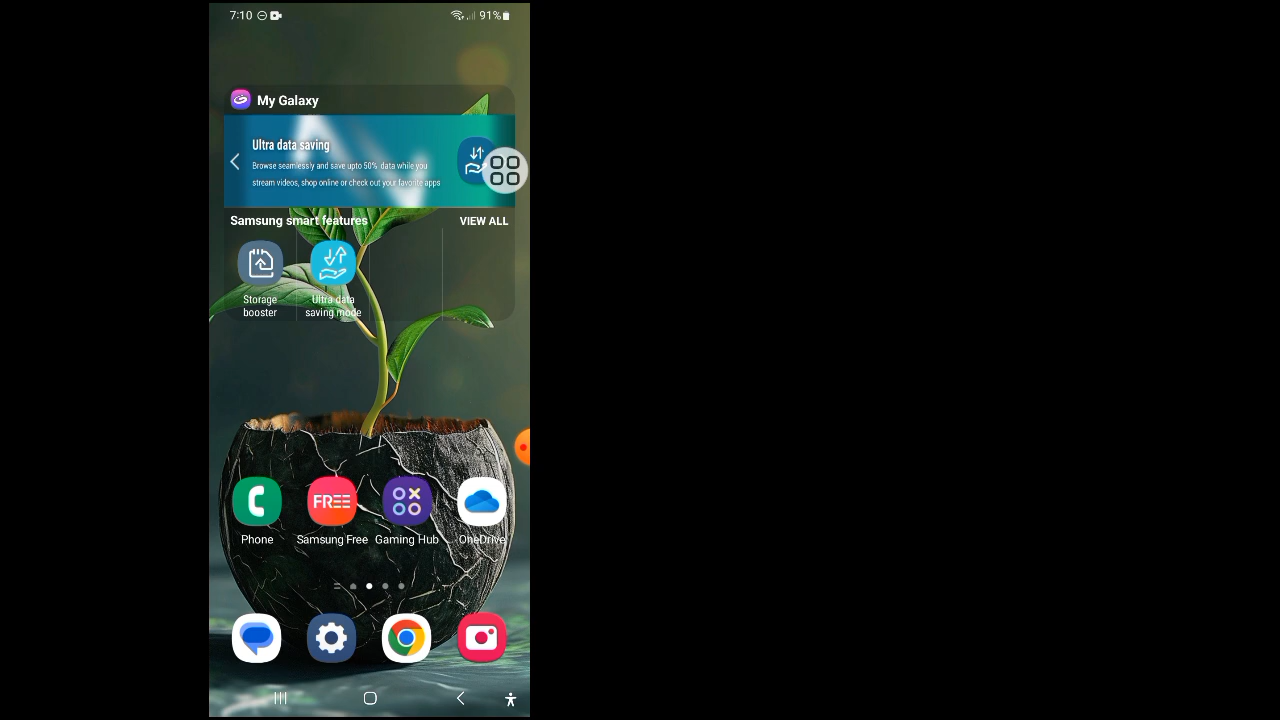 7:10
91%
My Galaxy
Ultra data saving
Browse seamlessly and save upto 50% data while you
stream videos, shop online or check out your favorite apps
Samsung smart features
VIEW ALL
Storage
booster
Ultra data
saving mode
FREE
Phone
Samsung Free
Gaming Hub
OneDrive